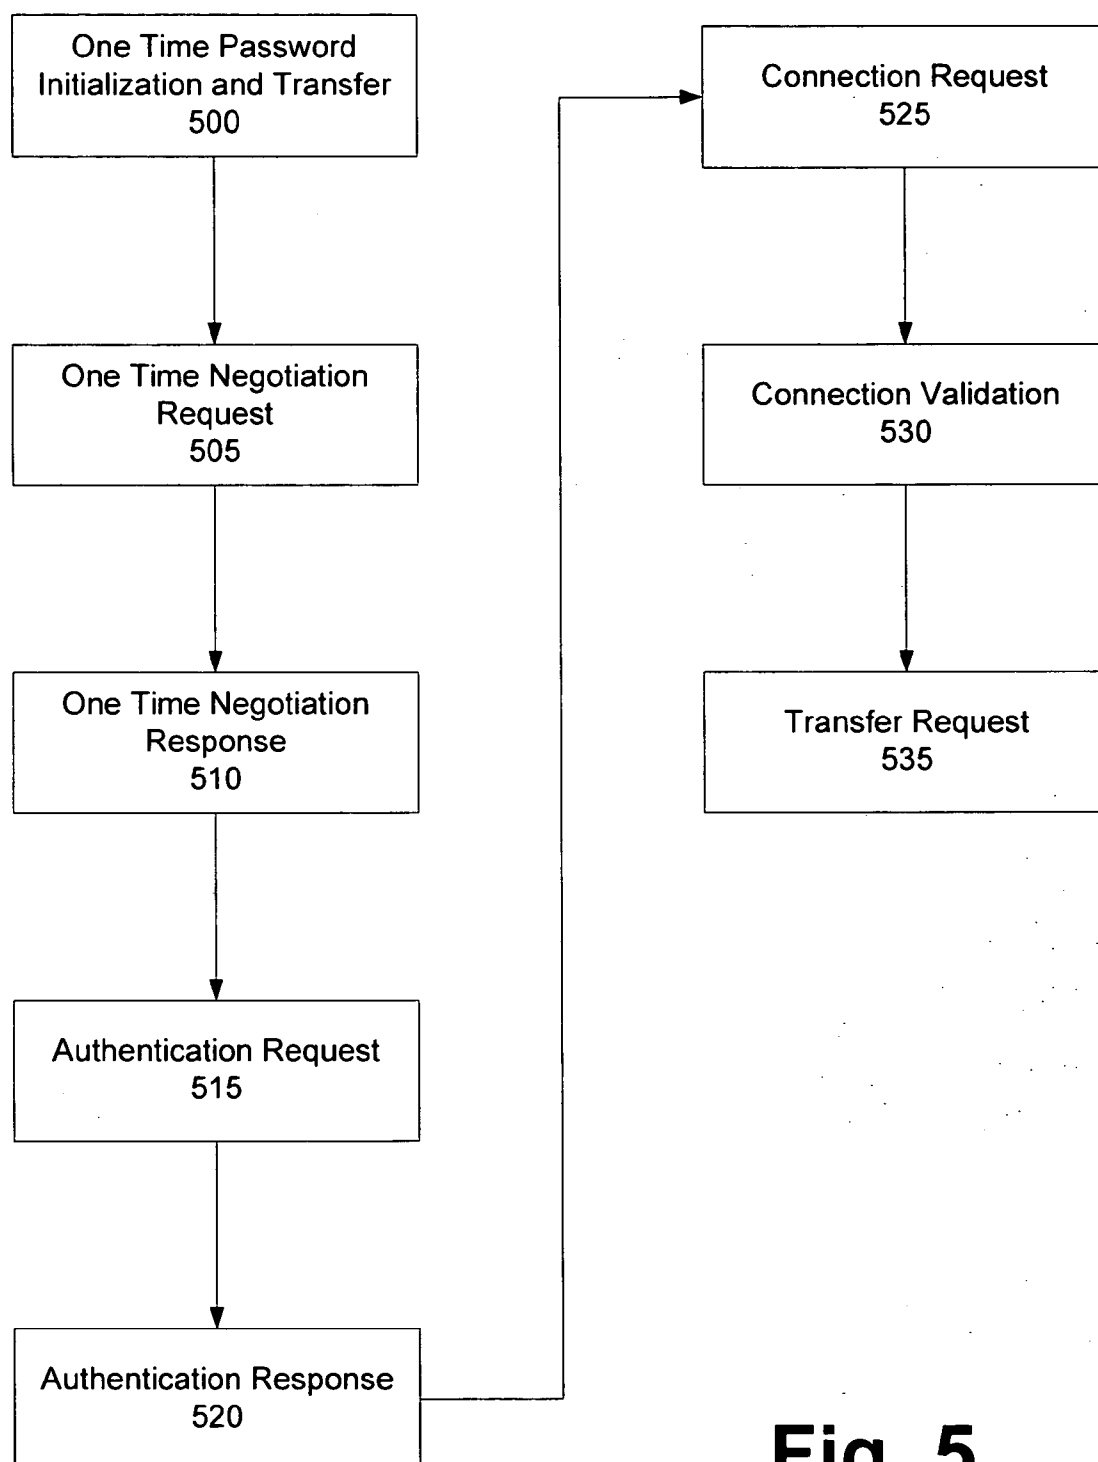 One Time Password
Initialization and Transfer
500
One Time Negotiation
Request
505
One Time Negotiation
Response
510
Authentication Request
515
Authentication Response
520
Connection Request
525
Connection Validation
530
Transfer Request
535
Fig. 5